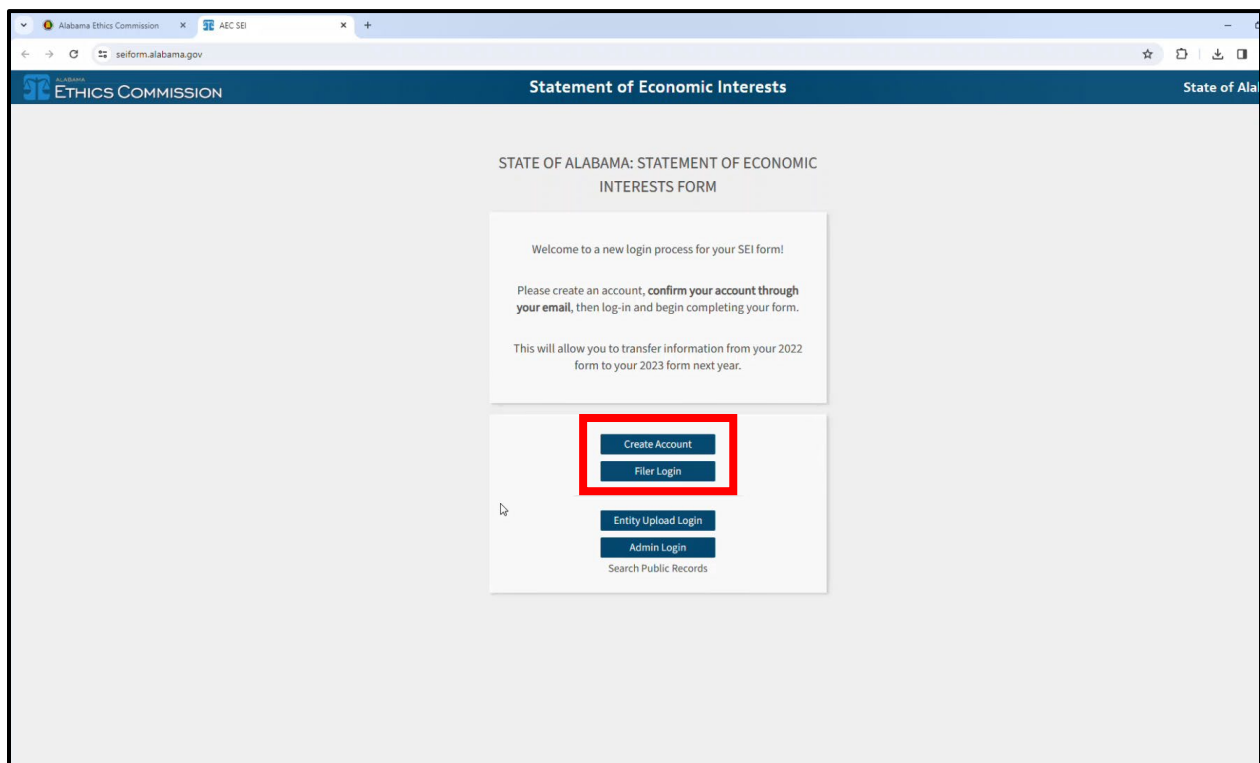 Alabama Ethics Commission
AEC SEI
seiform.alabama.gov
ALABAMA
ETHICS COMMISSION
Statement of Economic Interests
State of Ala
STATE OF ALABAMA: STATEMENT OF ECONOMIC
INTERESTS FORM
Welcome to a new login process for your SEI form!
Please create an account, confirm your account through
your email, then log-in and begin completing your form.
This will allow you to transfer information from your 2022
form to your 2023 form next year.
Create Account
Filer Login
Entity Upload Login
Admin Login
Search Public Records